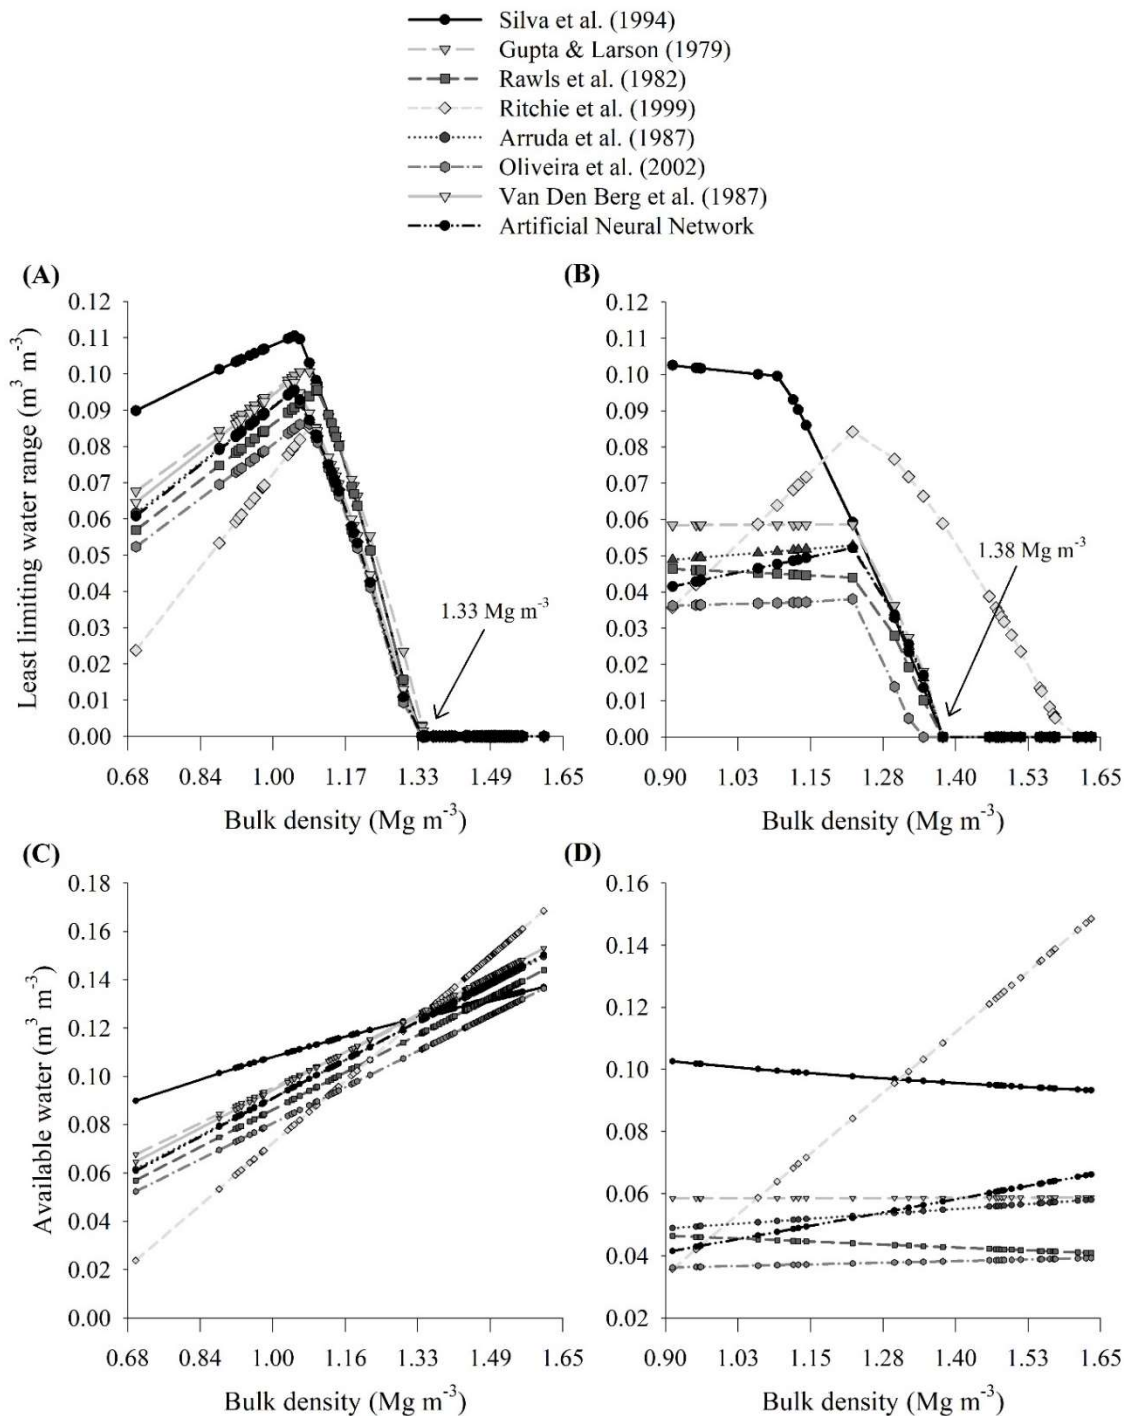 Silva et al. (1994)
Gupta & Larson (1979)
Rawls et al. (1982)
Ritchie et al. (1999)
Arruda et al. (1987)
Oliveira et al. (2002)
Van Den Berg et al. (1987)
Artificial Neural Network
(A)
Least limiting water range (m³ m⁻³)
0.12
0.11
0.10
0.09
0.08
0.07
0.06
0.05
0.04
0.03
0.02
0.01
0.00
1.33 Mg m⁻³
0.68 0.84 1.00 1.17 1.33 1.49 1.65
Bulk density (Mg m⁻³)
(B)
0.12
0.11
0.10
0.09
0.08
0.07
0.06
0.05
0.04
0.03
0.02
0.01
0.00
1.38 Mg m⁻³
0.90 1.03 1.15 1.28 1.40 1.53 1.65
Bulk density (Mg m⁻³)
(C)
Available water (m³ m⁻³)
0.18
0.16
0.14
0.12
0.10
0.08
0.06
0.04
0.02
0.00
0.68 0.84 1.00 1.16 1.33 1.49 1.65
Bulk density (Mg m⁻³)
(D)
0.16
0.14
0.12
0.10
0.08
0.06
0.04
0.02
0.90 1.03 1.15 1.28 1.40 1.53 1.65
Bulk density (Mg m⁻³)